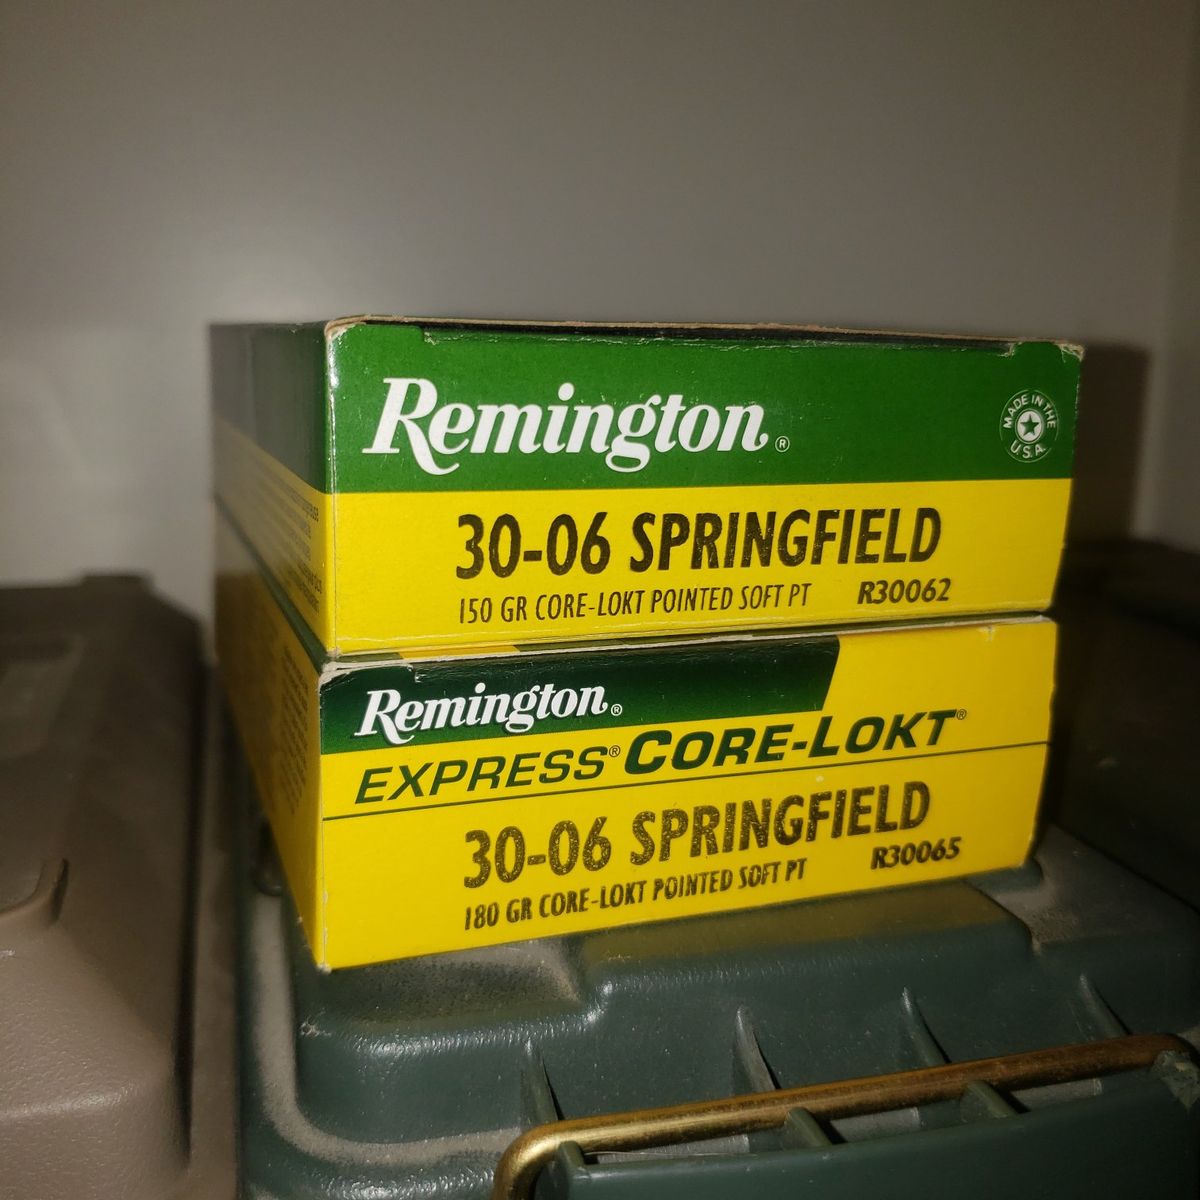 Remington®
MADE IN THE U.S.A.
30-06 SPRINGFIELD
150 GR CORE-LOKT POINTED SOFT PT R30062
Remington®
EXPRESS® CORE-LOKT®
30-06 SPRINGFIELD
180 GR CORE-LOKT POINTED SOFT PT R30065